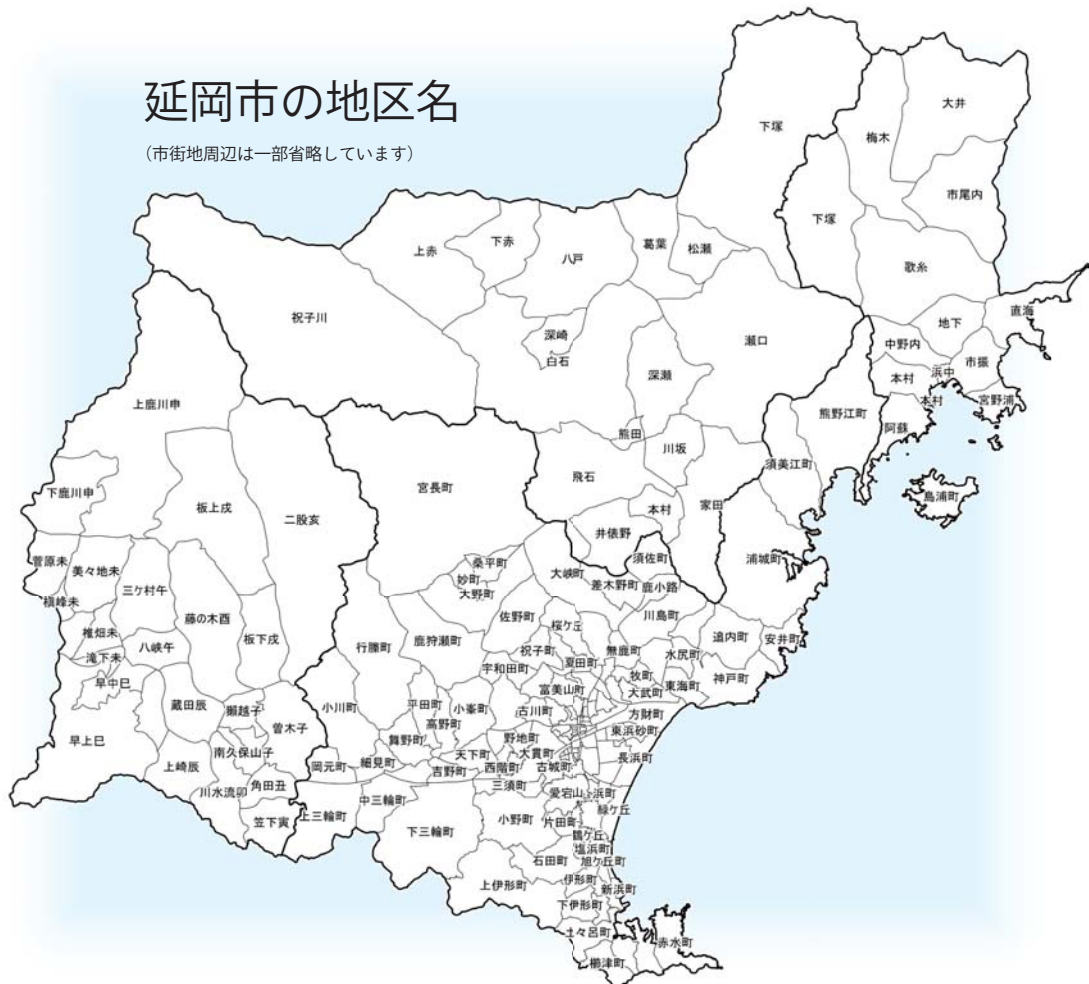 延岡市の地区名
（市街地周辺は一部省略しています）
下塚
梅木
大井
市尾内
下塚
歌糸
上赤
下赤
八戸
葛葉
松瀬
祝子川
深崎
白石
瀬口
深瀬
直海
地下
中野内
市振
浜中
本村
宮野浦
本村
阿蘇
熊野江町
上鹿川申
熊田
川坂
須美江町
飛石
宮長町
家田
島浦町
下鹿川申
板上戌
二股亥
本村
井俣野
浦城町
菅原未
美々地未
三ケ村午
槇峰未
藤の木酉
板下戌
椎畑未
八峡午
滝下未
早中巳
早上巳
桑平町
妙町
大野町
大峡町
須佐町
差木野町
鹿小路
川島町
佐野町
桜ケ丘
行縢町
鹿狩瀬町
祝子町
無鹿町
水尻町
追内町
安井町
宇和田町
夏田町
牧町
神戸町
富美山町
大武町
東海町
小川町
平田町
小峯町
古川町
方財町
高野町
東浜砂町
舞野町
野地町
天下町
大貫町
長浜町
蔵田辰
獺越子
曽木子
南久保山子
上崎辰
角田丑
川水流卯
笠下寅
岡元町
細見町
吉野町
西階町
古城町
三須町
愛宕山
浜町
中三輪町
上三輪町
緑ケ丘
下三輪町
小野町
片田町
鶴ケ丘
塩浜町
石田町
旭ケ丘町
上伊形町
伊形町
新浜町
下伊形町
土々呂町
赤水町
櫛津町